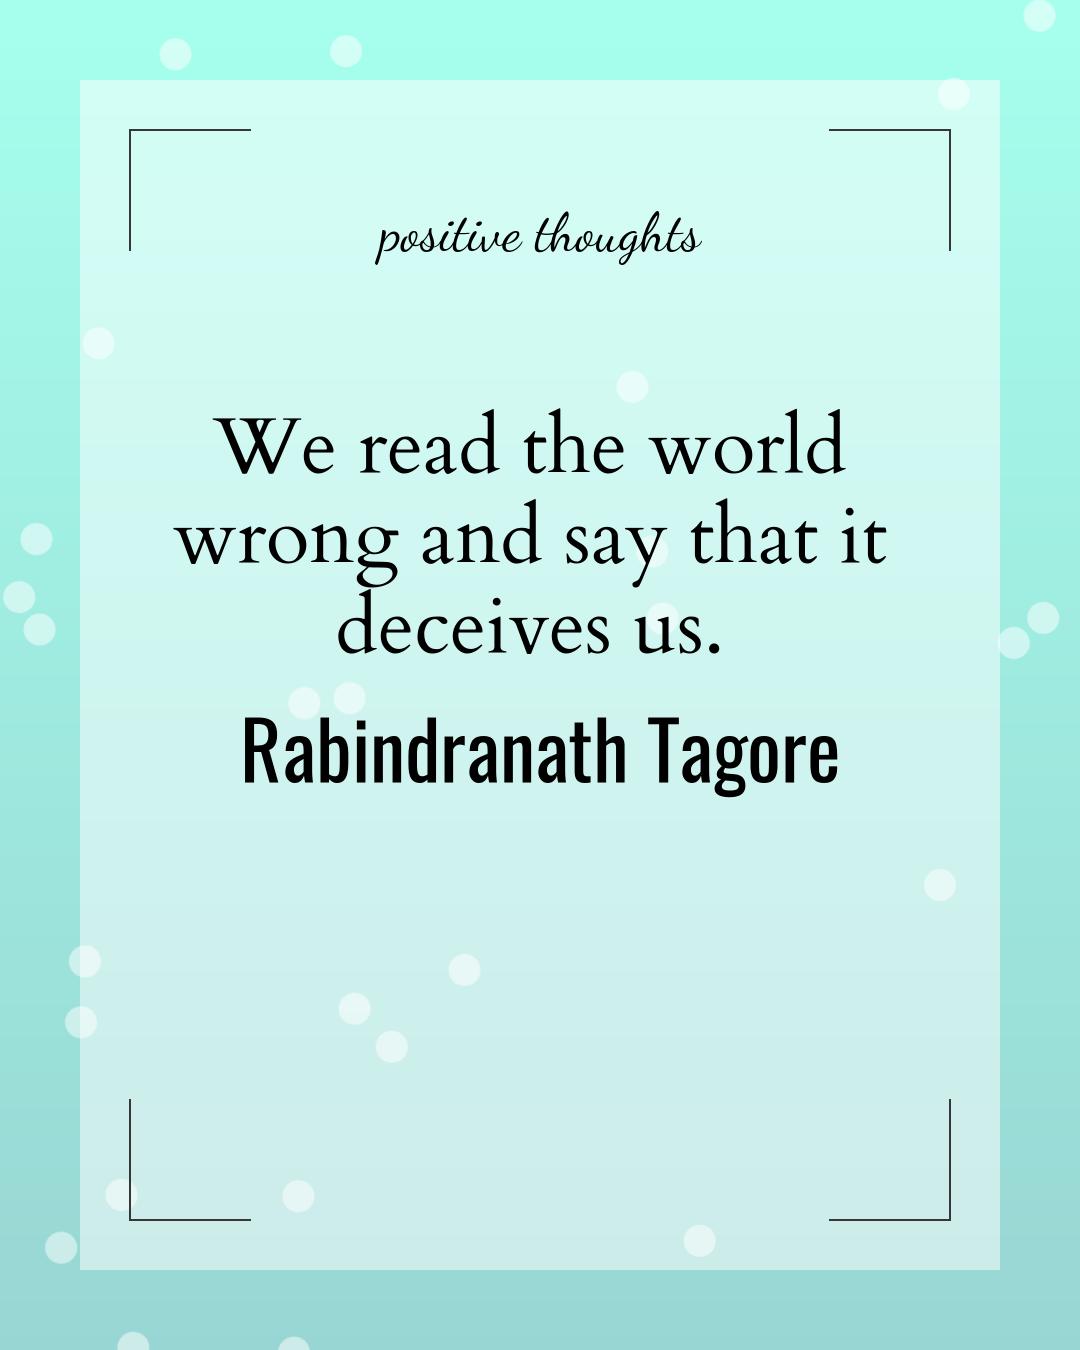 positive thoughts
We read the world
wrong and say that it
deceives us.
Rabindranath Tagore